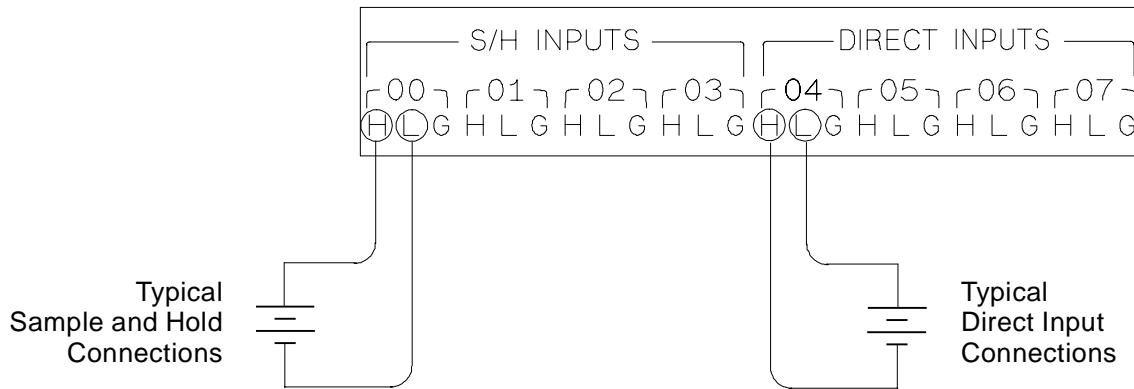 S/H INPUTS DIRECT INPUTS
00 01 02 03 04 05 06 07
H L G H L G H L G H L G H L G H L G H L G H L G
Typical
Sample and Hold
Connections
Typical
Direct Input
Connections